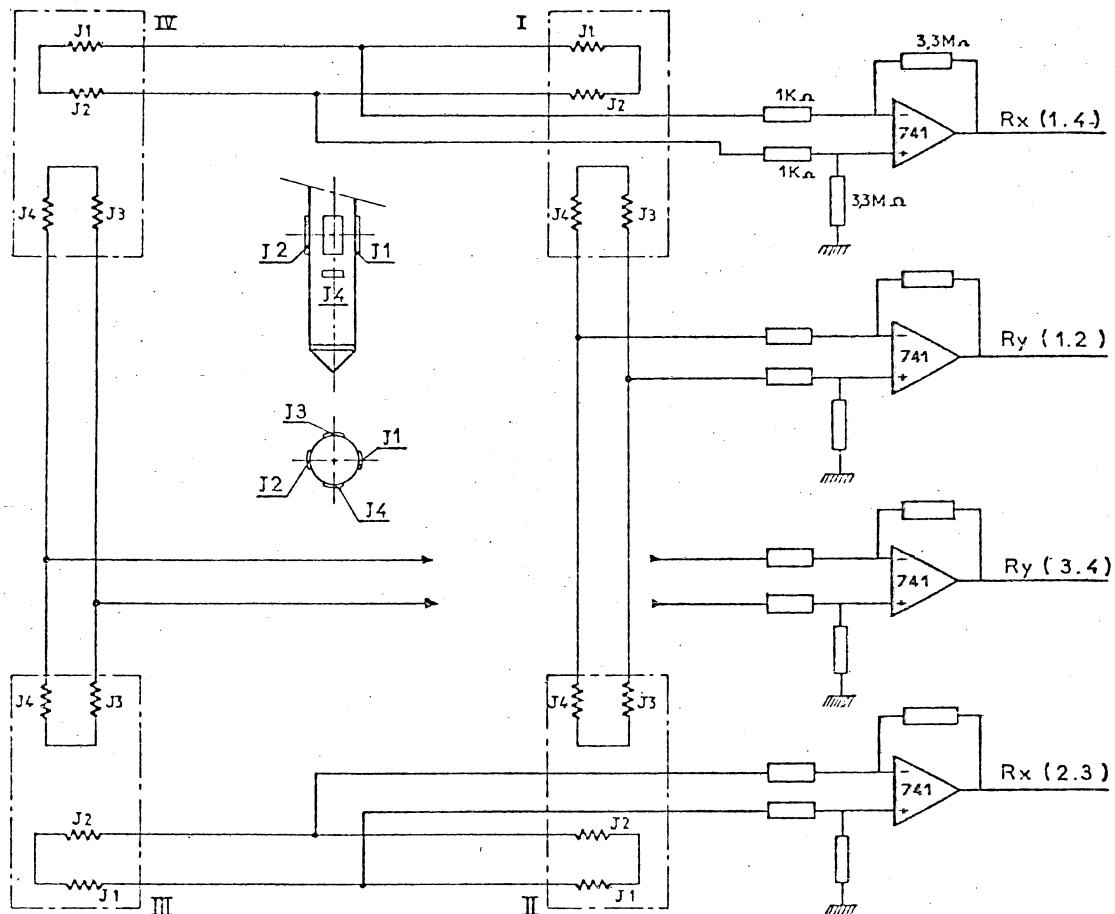 IV
I
J1
J1
3,3MΩ
J2
J2
1KΩ
741
Rx (1.4)
1KΩ
3,3MΩ
J4
J3
J4
J3
J2
J1
J4
741
Ry (1.2)
J3
J1
J2
J4
741
Ry (3.4)
J4
J3
J4
J3
741
Rx (2.3)
J2
J2
J1
J1
III
II